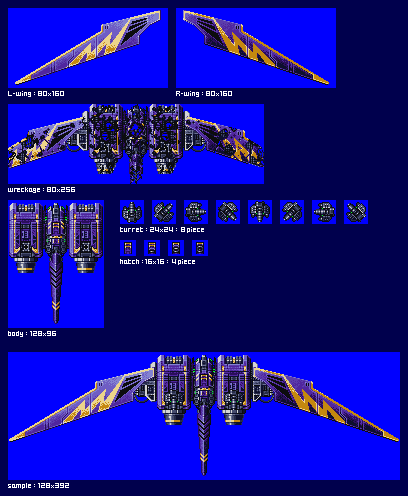 L-wing : 80x160
R-wing : 80x160
wreckage : 80x256
turret : 24x24 : 8piece
hatch : 16x16 : 4piece
body : 128x96
sample : 128x392